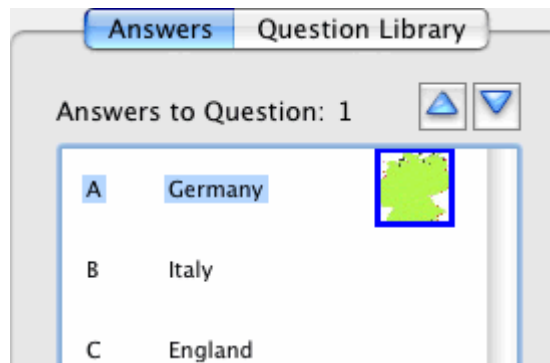 Answers Question Library
Answers to Question: 1
A Germany
B Italy
C England